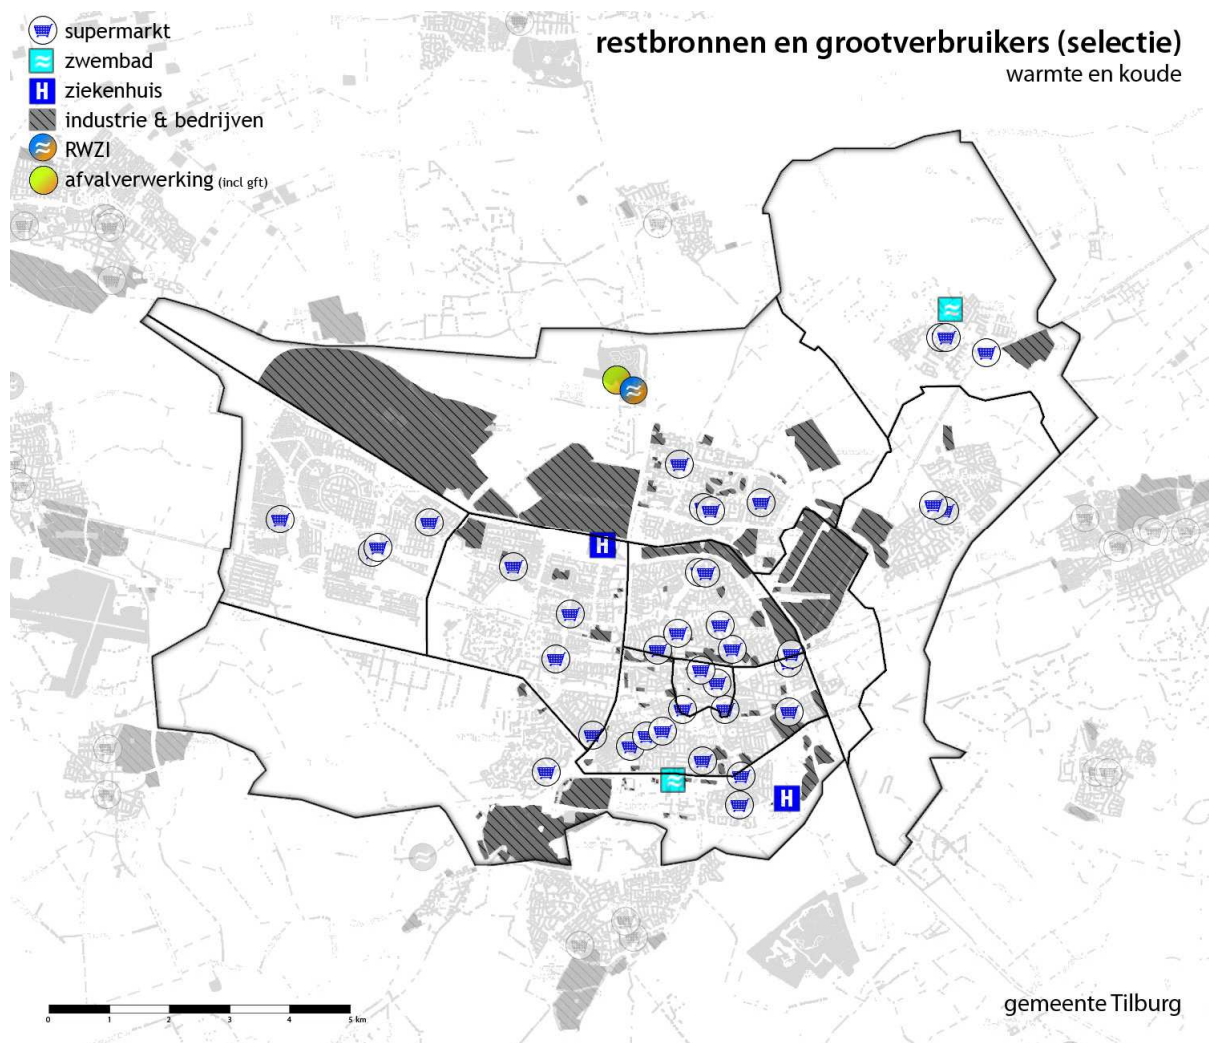 restbronnen en grootverbruikers (selectie)
warmte en koude
supermarkt
zwembad
H ziekenhuis
industrie & bedrijven
RWZI
afvalverwerking (incl gft)
H
H
0 1 2 3 4 5 km
gemeente Tilburg